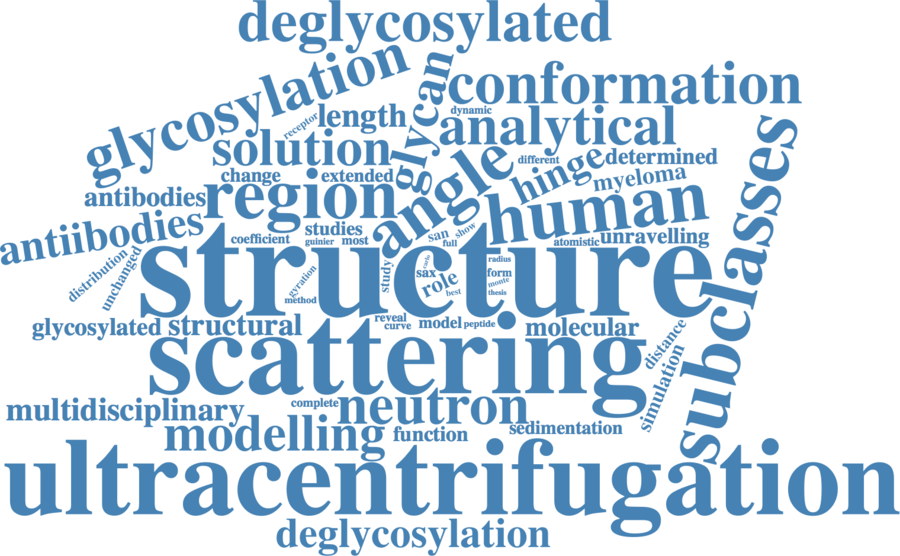 deglycosylated
glycosylation
glycan
conformation
receptor
length
dynamic
analytical
solution
angle
different
hinge
determined
change
extended
myeloma
subclasses
antibodies
region
human
antiibodies
coefficient
studies
guinier
most
san
show
full
atomistic
unravelling
distribution
unchanged
structure
gyration
method
study
carlo
sax
role
best
radius
form
monte
thesis
glycosylated
structural
reveal
curve
model
peptide
molecular
distance
scattering
simulation
multidisciplinary
complete
neutron
modelling
function
sedimentation
ultracentrifugation
deglycosylation